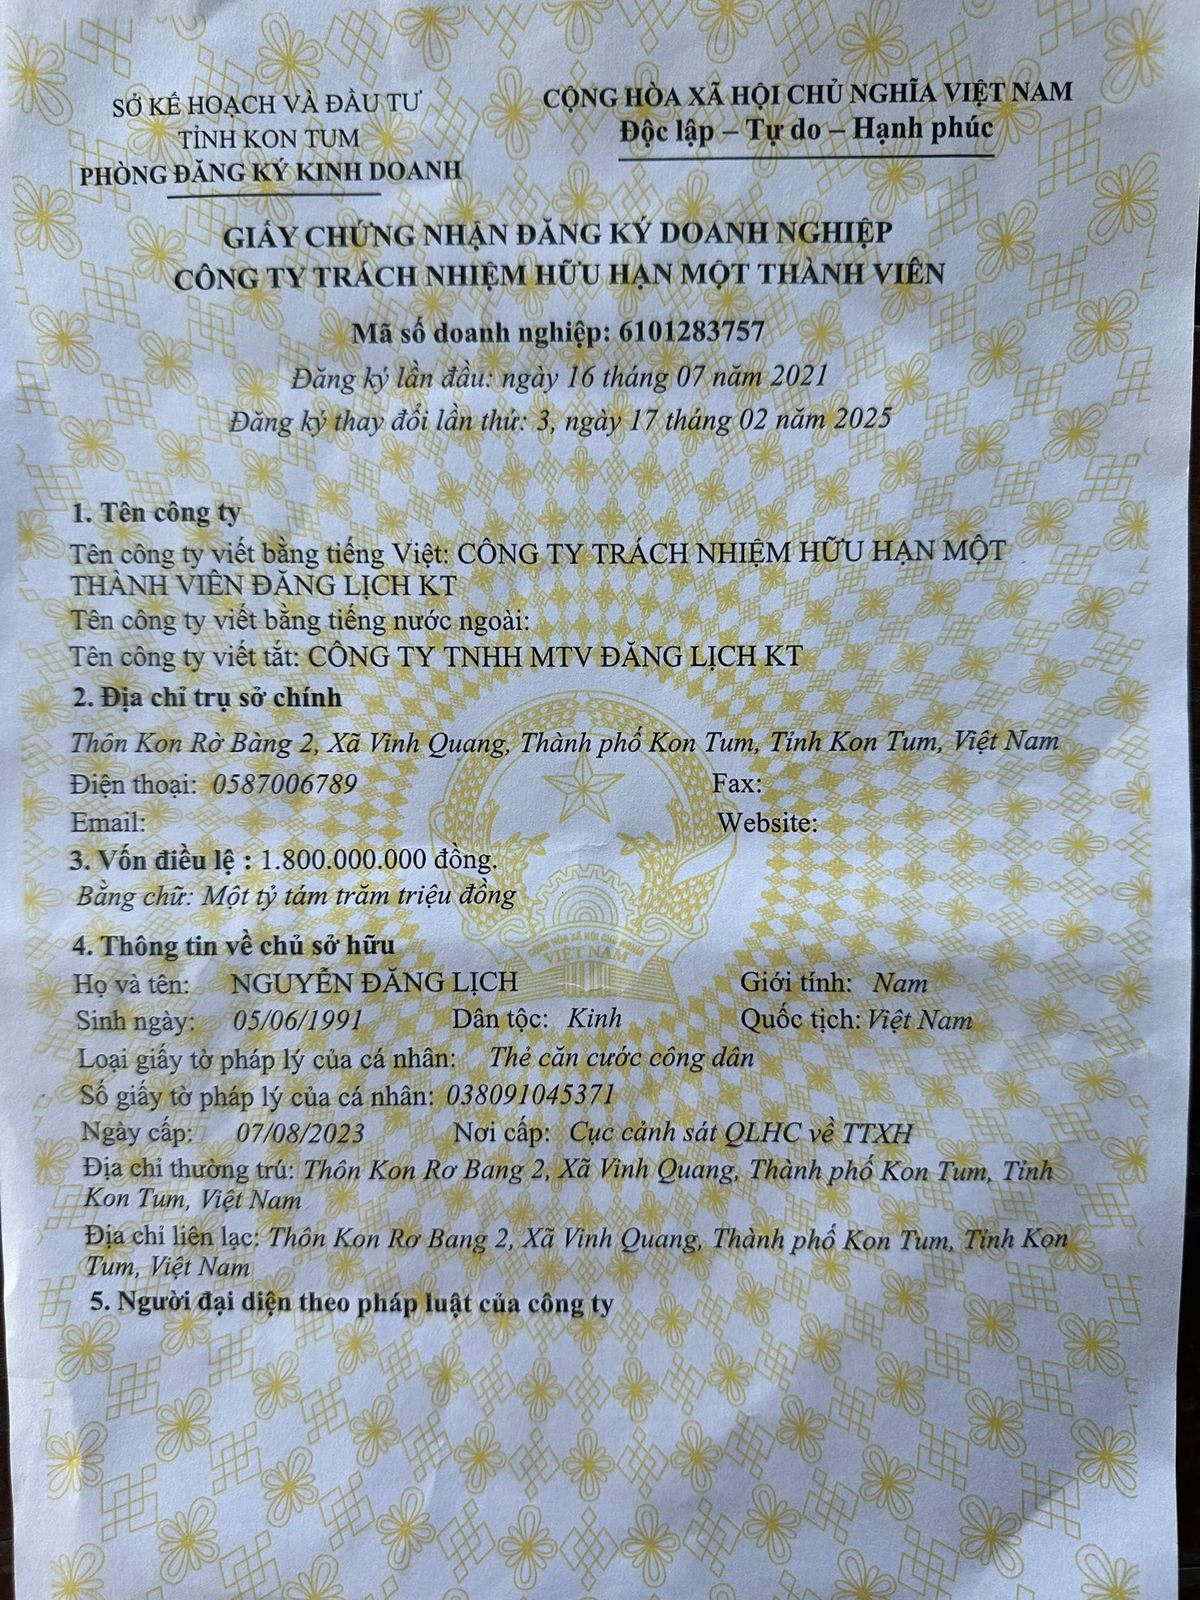 SỞ KẾ HOẠCH VÀ ĐẦU TƯ
TỈNH KON TUM
PHÒNG ĐĂNG KÝ KINH DOANH
CỘNG HÒA XÃ HỘI CHỦ NGHĨA VIỆT NAM
Độc lập – Tự do – Hạnh phúc
GIẤY CHỨNG NHẬN ĐĂNG KÝ DOANH NGHIỆP
CÔNG TY TRÁCH NHIỆM HỮU HẠN MỘT THÀNH VIÊN
Mã số doanh nghiệp: 6101283757
Đăng ký lần đầu: ngày 16 tháng 07 năm 2021
Đăng ký thay đổi lần thứ: 3, ngày 17 tháng 02 năm 2025
1. Tên công ty
Tên công ty viết bằng tiếng Việt: CÔNG TY TRÁCH NHIỆM HỮU HẠN MỘT
THÀNH VIÊN ĐĂNG LỊCH KT
Tên công ty viết bằng tiếng nước ngoài:
Tên công ty viết tắt: CÔNG TY TNHH MTV ĐĂNG LỊCH KT
2. Địa chỉ trụ sở chính
Thôn Kon Rờ Bàng 2, Xã Vinh Quang, Thành phố Kon Tum, Tỉnh Kon Tum, Việt Nam
Điện thoại: 0587006789 Fax:
Email: Website:
3. Vốn điều lệ : 1.800.000.000 đồng.
Bằng chữ: Một tỷ tám trăm triệu đồng
4. Thông tin về chủ sở hữu
CỘNG HÒA XÃ HỘI CHỦ NGHĨA
VIỆT NAM
Họ và tên: NGUYỄN ĐĂNG LỊCH Giới tính: Nam
Sinh ngày: 05/06/1991 Dân tộc: Kinh Quốc tịch: Việt Nam
Loại giấy tờ pháp lý của cá nhân: Thẻ căn cước công dân
Số giấy tờ pháp lý của cá nhân: 038091045371
Ngày cấp: 07/08/2023 Nơi cấp: Cục cảnh sát QLHC về TTXH
Địa chỉ thường trú: Thôn Kon Rơ Bang 2, Xã Vinh Quang, Thành phố Kon Tum, Tỉnh
Kon Tum, Việt Nam
Địa chỉ liên lạc: Thôn Kon Rơ Bang 2, Xã Vinh Quang, Thành phố Kon Tum, Tỉnh Kon
Tum, Việt Nam
5. Người đại diện theo pháp luật của công ty